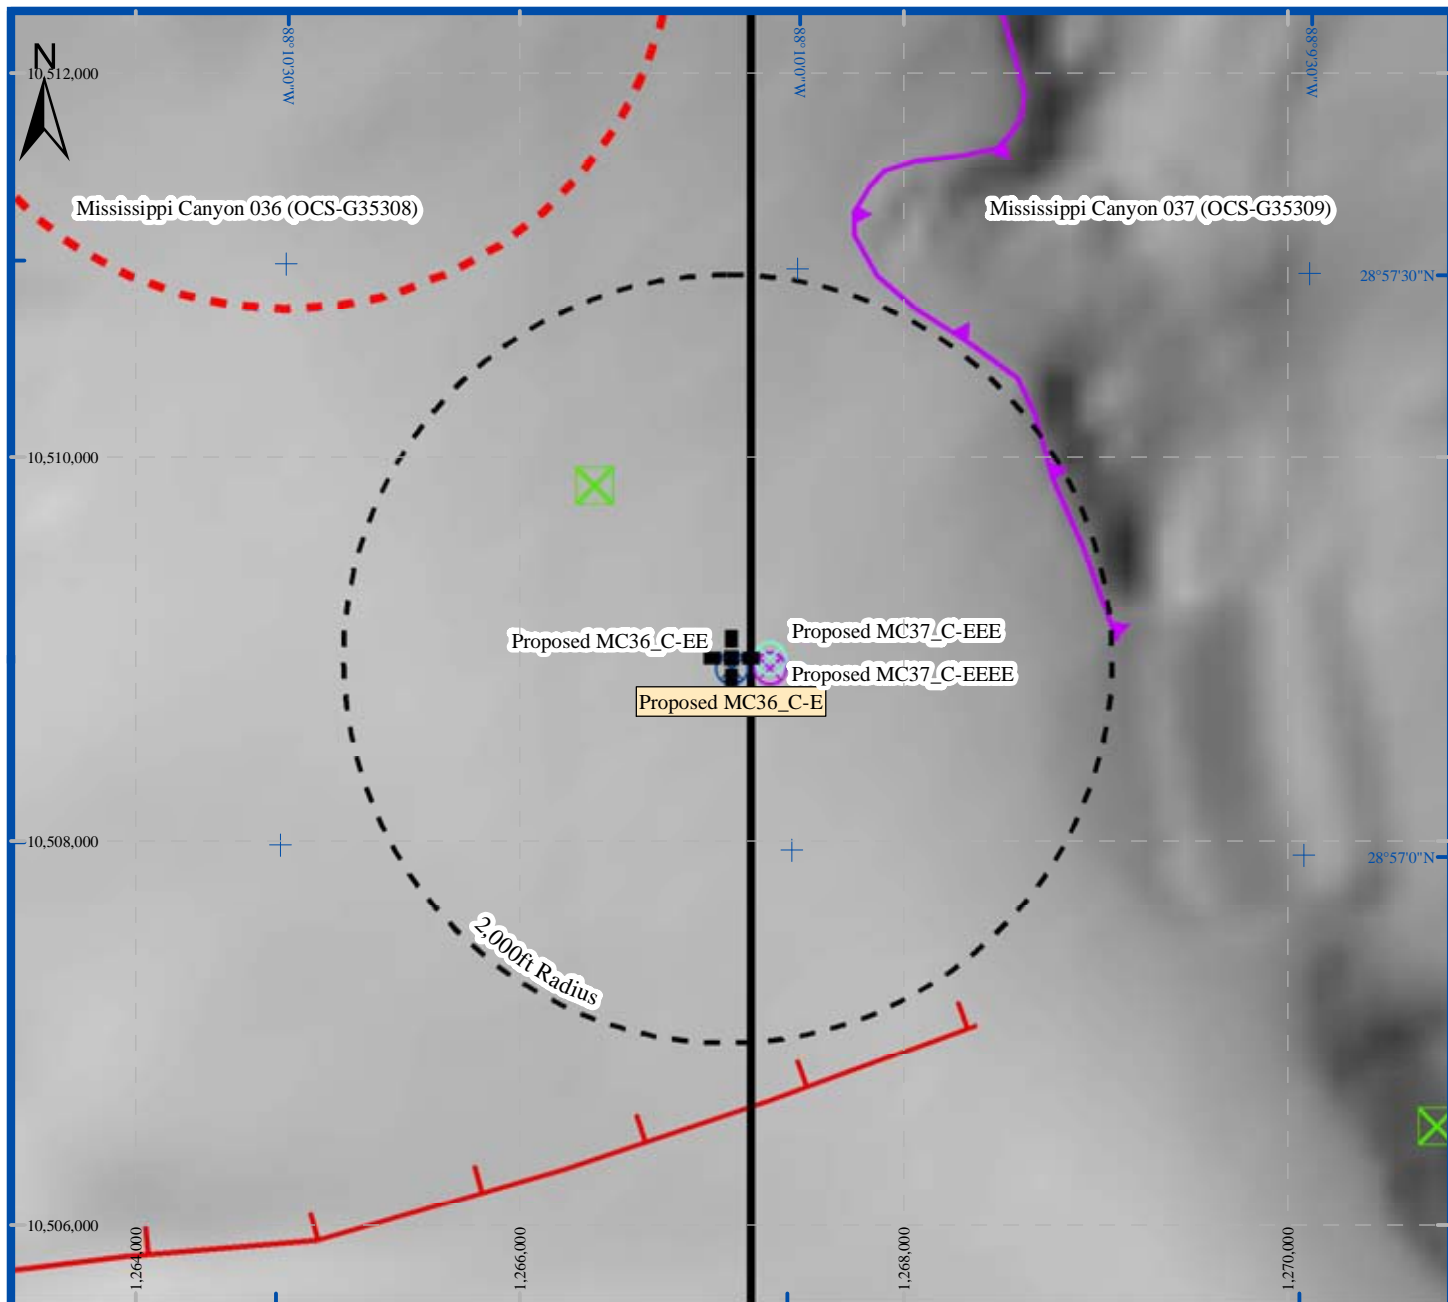 88°10'30"W
88°10'0"W
88°9'30"W
N
10,512,000
Mississippi Canyon 036 (OCS-G35308)
Mississippi Canyon 037 (OCS-G35309)
28°57'30"N
10,510,000
Proposed MC36_C-EE
Proposed MC37_C-EEE
Proposed MC37_C-EEEE
Proposed MC36_C-E
10,508,000
28°57'0"N
2,000ft Radius
10,506,000
1,264,000
1,266,000
1,268,000
1,270,000